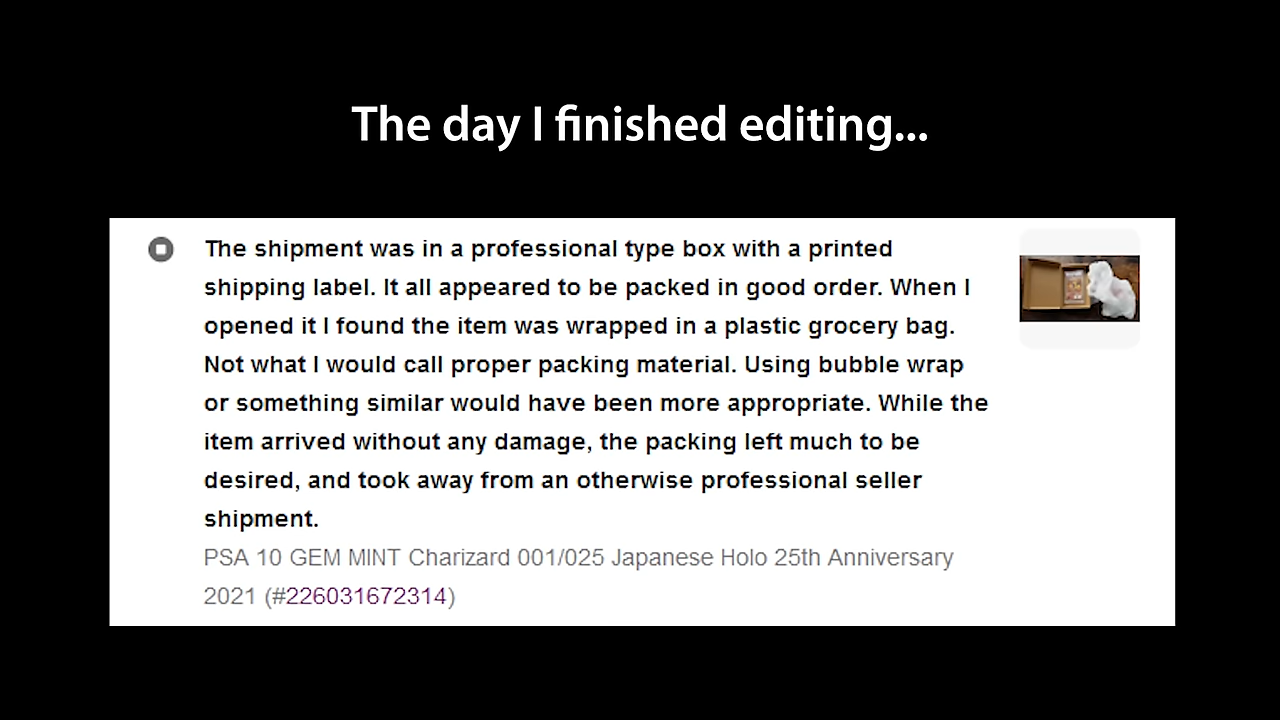 The day I finished editing...
The shipment was in a professional type box with a printed
shipping label. It all appeared to be packed in good order. When I
opened it I found the item was wrapped in a plastic grocery bag.
Not what I would call proper packing material. Using bubble wrap
or something similar would have been more appropriate. While the
item arrived without any damage, the packing left much to be
desired, and took away from an otherwise professional seller
shipment.
PSA 10 GEM MINT Charizard 001/025 Japanese Holo 25th Anniversary
2021 (#226031672314)